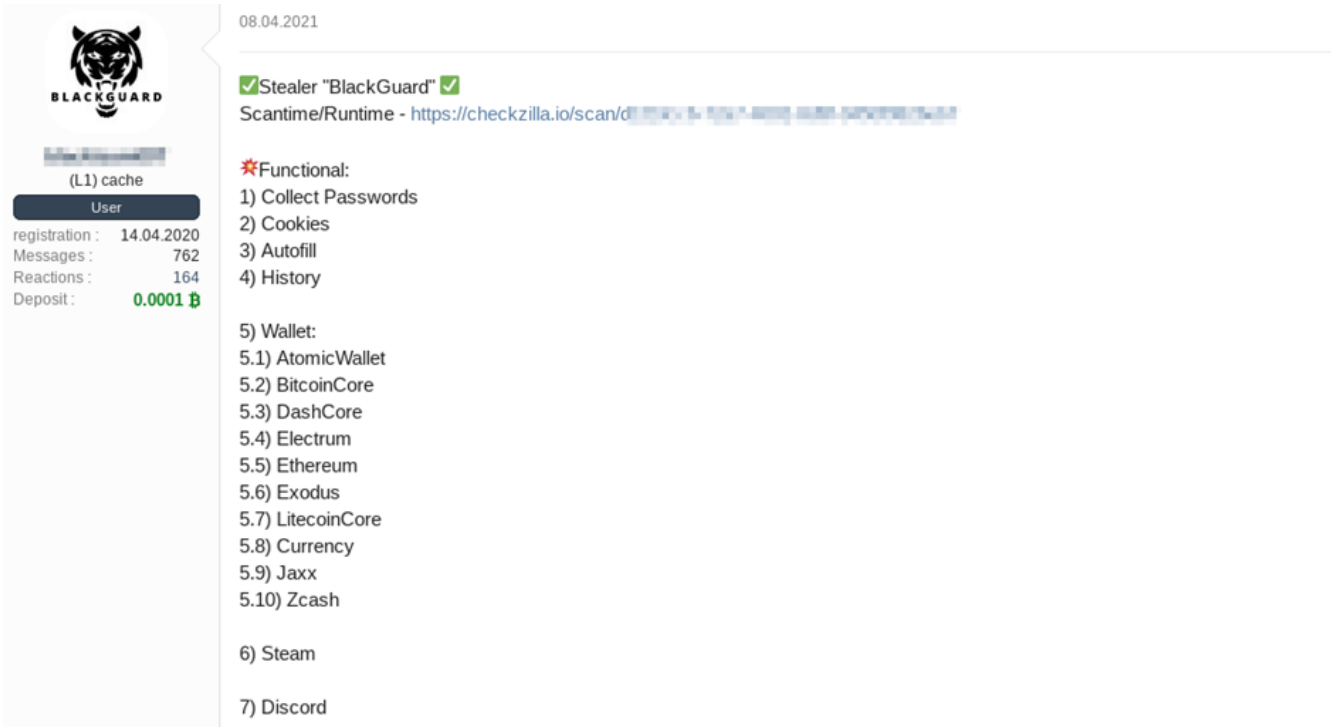 BLACKGUARD
(L1) cache
User
registration : 14.04.2020
Messages : 762
Reactions : 164
Deposit : 0.0001 ₿
08.04.2021
✅Stealer "BlackGuard" ✅
Scantime/Runtime - https://checkzilla.io/scan/d
💥Functional:
1) Collect Passwords
2) Cookies
3) Autofill
4) History
5) Wallet:
5.1) AtomicWallet
5.2) BitcoinCore
5.3) DashCore
5.4) Electrum
5.5) Ethereum
5.6) Exodus
5.7) LitecoinCore
5.8) Currency
5.9) Jaxx
5.10) Zcash
6) Steam
7) Discord